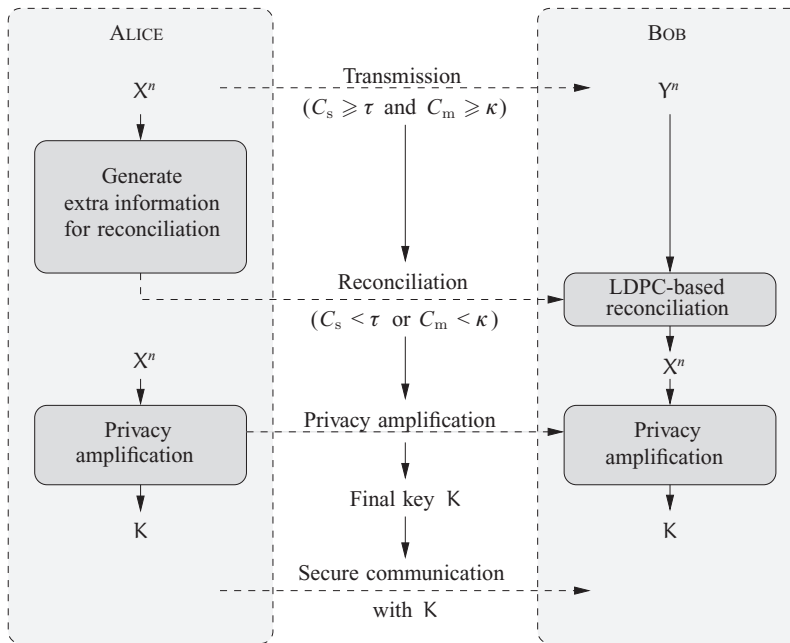 ALICE
BOB
Xⁿ
Transmission
Yⁿ
(Cₛ ⩾ τ and Cₘ ⩾ κ)
Generate
extra information
for reconciliation
Reconciliation
LDPC-based
reconciliation
(Cₛ < τ or Cₘ < κ)
Xⁿ
Xⁿ
Privacy
amplification
Privacy amplification
Privacy
amplification
Final key K
K
K
Secure communication
with K